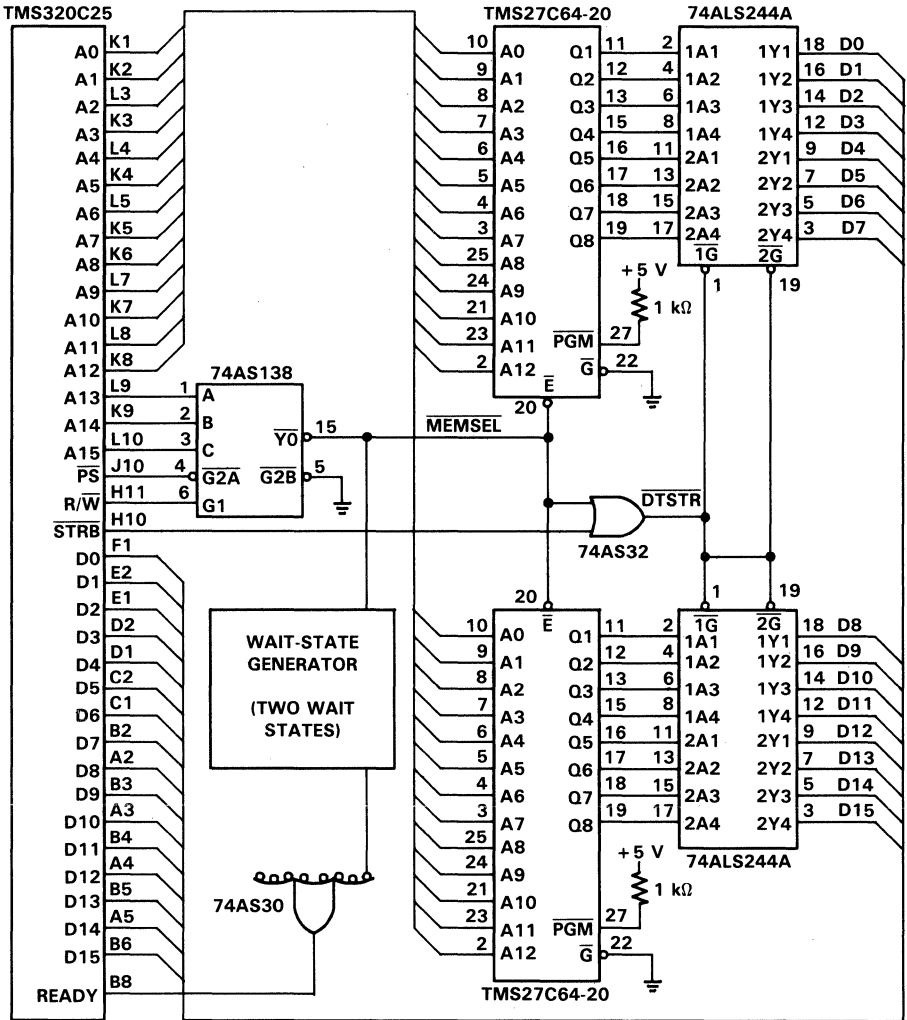 TMS320C25
A0 K1
A1 K2
A2 L3
A3 K3
A4 L4
A5 K4
A6 L5
A7 K5
A8 K6
A9 L7
A10 K7
A11 L8
A12 K8
A13 L9
A14 K9
A15 L10
PS J10
R/W H11
STRB H10
D0 F1
D1 E2
D2 E1
D3 D2
D4 D1
D5 C2
D6 C1
D7 B2
D8 A2
D9 B3
D10 A3
D11 B4
D12 A4
D13 B5
D14 A5
D15 B6
READY B8
74AS138
1 A
2 B Y0 15
3 C
4 G2A G2B 5
6 G1
MEMSEL
DTSTR
74AS32
WAIT-STATE
GENERATOR
(TWO WAIT
STATES)
74AS30
TMS27C64-20
10 A0 Q1 11
9 A1 Q2 12
8 A2 Q3 13
7 A3 Q4 15
6 A4 Q5 16
5 A5 Q6 17
4 A6 Q7 18
3 A7 Q8 19
25 A8
24 A9
21 A10
23 A11 PGM 27
2 A12 G 22
E
20
+5 V
1 kΩ
74ALS244A
2 1A1 1Y1 18 D0
4 1A2 1Y2 16 D1
6 1A3 1Y3 14 D2
8 1A4 1Y4 12 D3
11 2A1 2Y1 9 D4
13 2A2 2Y2 7 D5
15 2A3 2Y3 5 D6
17 2A4 2Y4 3 D7
1G 2G
1 19
20
E
10 A0 Q1 11
9 A1 Q2 12
8 A2 Q3 13
7 A3 Q4 15
6 A4 Q5 16
5 A5 Q6 17
4 A6 Q7 18
3 A7 Q8 19
25 A8
24 A9
21 A10
23 A11 PGM 27
2 A12 G 22
+5 V
1 kΩ
TMS27C64-20
1 19
1G 2G
2 1A1 1Y1 18 D8
4 1A2 1Y2 16 D9
6 1A3 1Y3 14 D10
8 1A4 1Y4 12 D11
11 2A1 2Y1 9 D12
13 2A2 2Y2 7 D13
15 2A3 2Y3 5 D14
17 2A4 2Y4 3 D15
74ALS244A